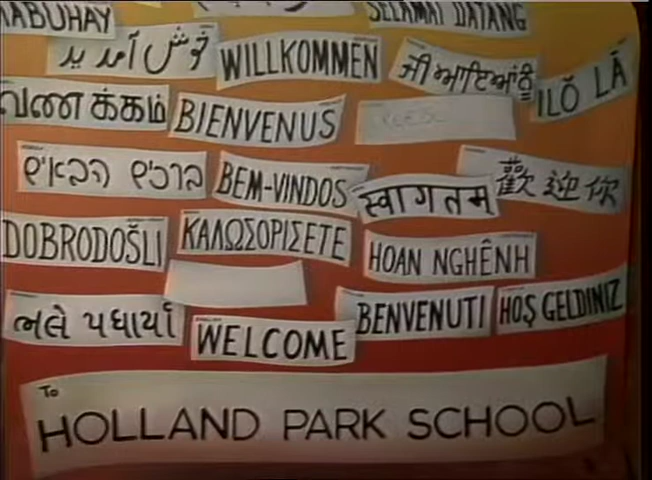 MABUHAY
SELAMAT DATANG
خوش آمدید
WILLKOMMEN
ਜੀ ਆਇਆਂ ਨੂੰ
ILŎ LĀ
வணக்கம்
BIENVENUS
ברוכים הבאים
BEM-VINDOS
स्वागतम्
歡迎你
DOBRODOŠLI
ΚΑΛΩΣΟΡΙΣΕΤΕ
HOAN NGHÊNH
ભલે પધાર્યા
WELCOME
BENVENUTI
HOŞ GELDINIZ
To
HOLLAND PARK SCHOOL